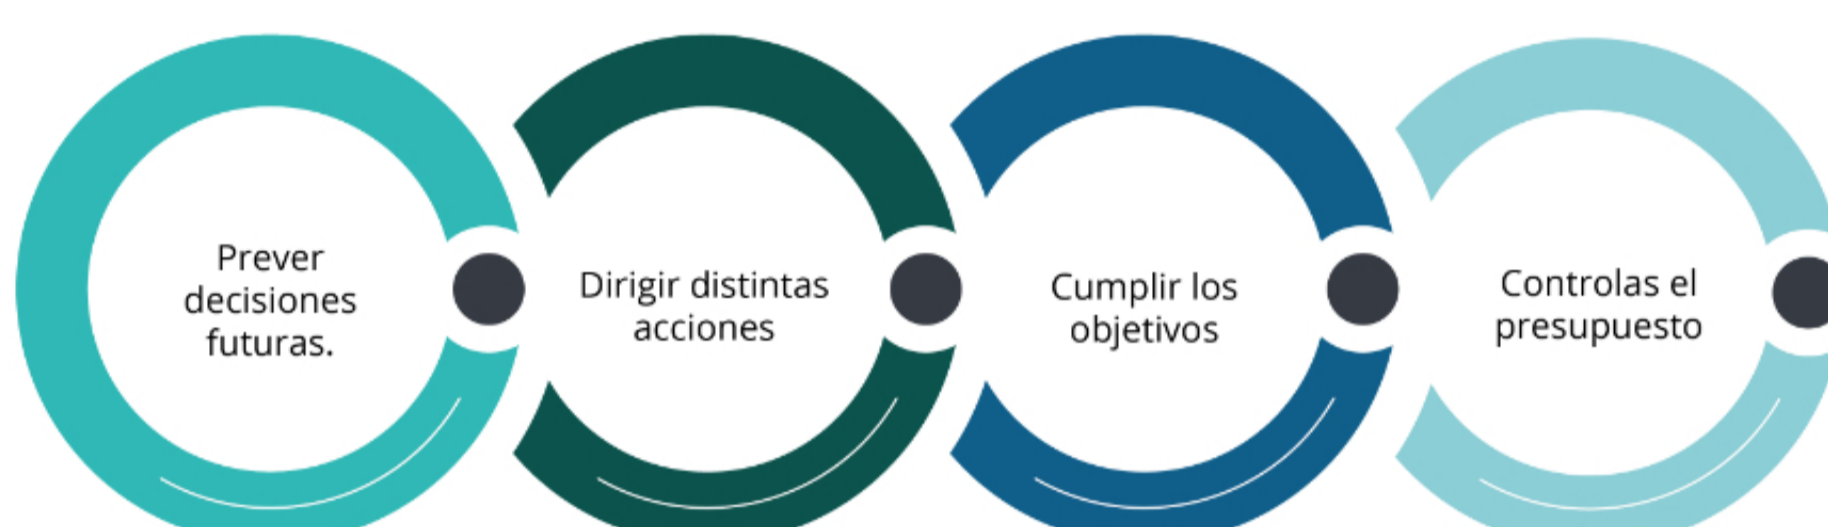 Prever
decisiones
futuras.
Dirigir distintas
acciones
Cumplir los
objetivos
Controlas el
presupuesto